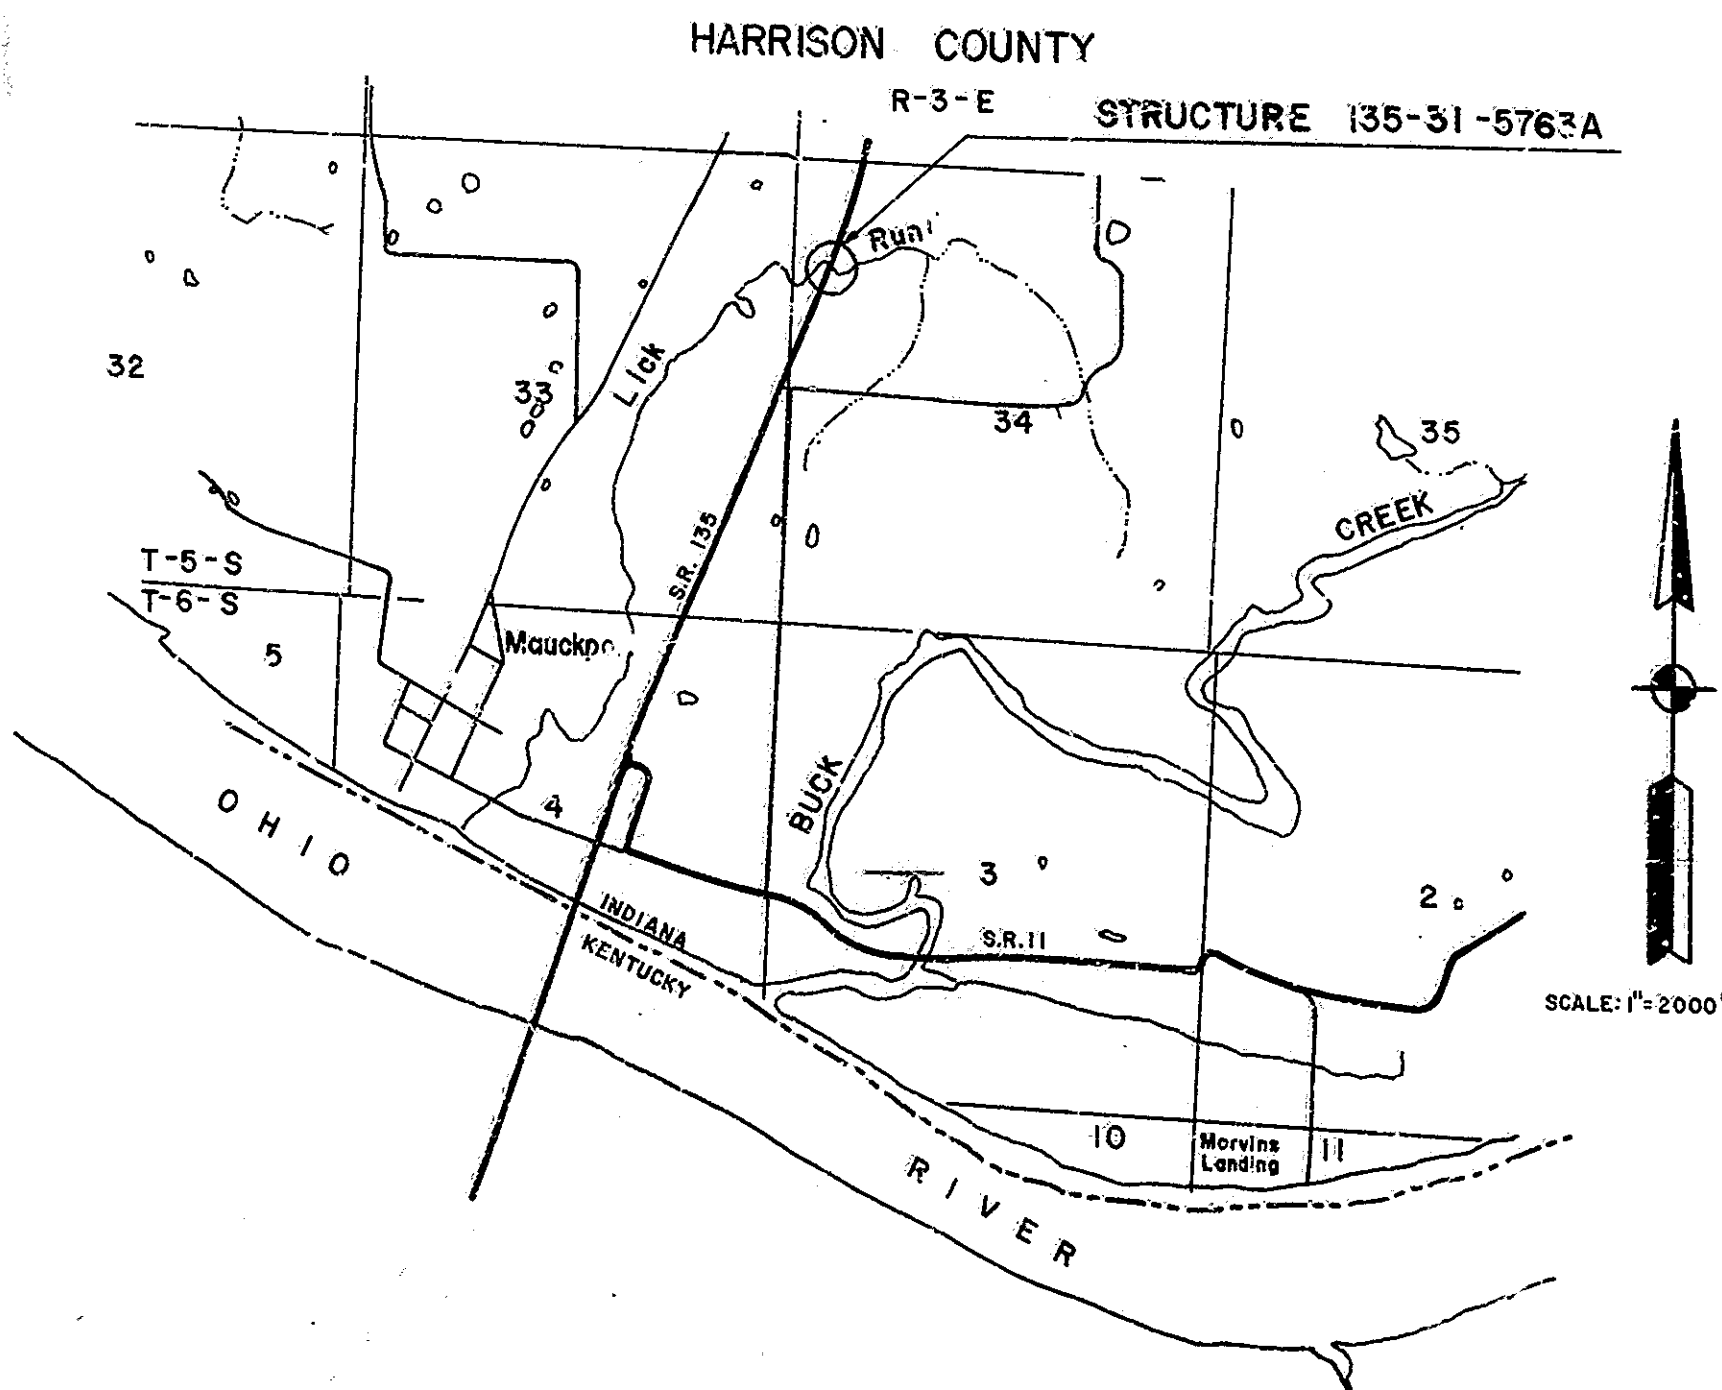 HARRISON COUNTY
R-3-E
STRUCTURE 135-31-5763A
Run
Lick
32
33
34
35
CREEK
S.R. 135
T-5-S
T-6-S
5
BUCK
4
OHIO
3
2
INDIANA
KENTUCKY
S.R.11
SCALE: 1"=2000'
10
Morvins
Landing
11
RIVER